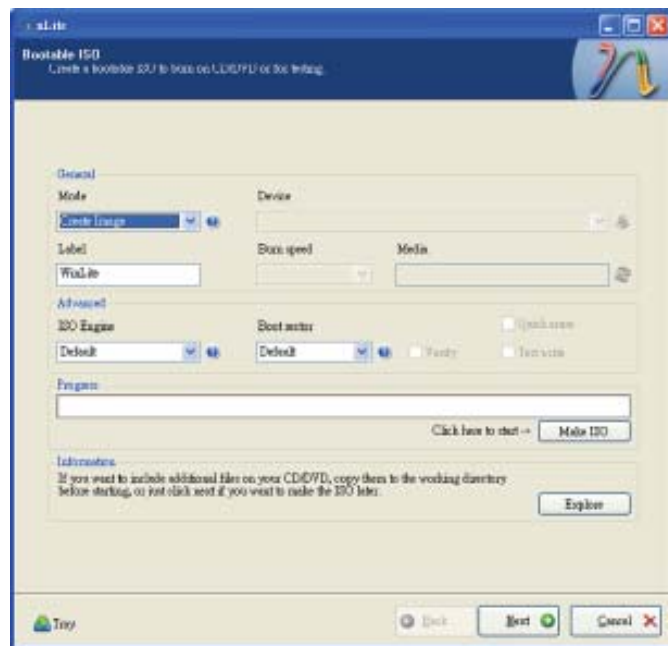 nLite
Bootable ISO
Create a bootable ISO to burn on CD/DVD or for testing.
General
Mode
Device
Create Image
Label
Burn speed
Media
WinLite
Advanced
ISO Engine
Boot sector
Quick erase
Default
Default
Verify
Test write
Progress
Click here to start ->
Make ISO
Information
If you want to include additional files on your CD/DVD, copy them to the working directory
before starting, or just click next if you want to make the ISO later.
Explore
Tray
Back
Next
Cancel